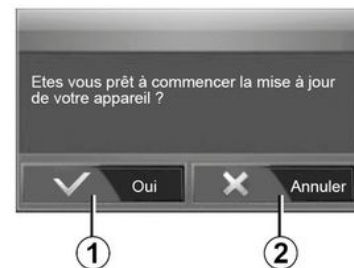 Etes vous prêt à commencer la mise à jour
de votre appareil ?
Oui
Annuler
1
2